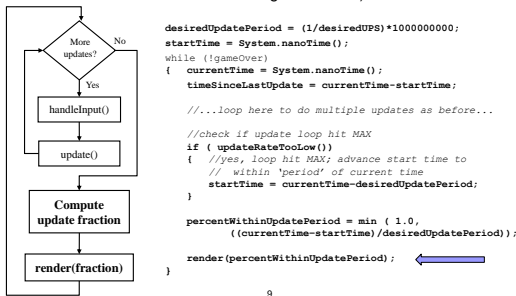 More
updates?
No
Yes
handleInput()
update()
Compute
update fraction
render(fraction)
desiredUpdatePeriod = (1/desiredUPS)*1000000000;
startTime = System.nanoTime();
while (!gameOver)
{ currentTime = System.nanoTime();
timeSinceLastUpdate = currentTime-startTime;
//...loop here to do multiple updates as before...
//check if update loop hit MAX
if ( updateRateTooLow())
{ //yes, loop hit MAX; advance start time to
// within 'period' of current time
startTime = currentTime-desiredUpdatePeriod;
}
percentWithinUpdatePeriod = min ( 1.0,
((currentTime-startTime)/desiredUpdatePeriod));
render(percentWithinUpdatePeriod);
}
9